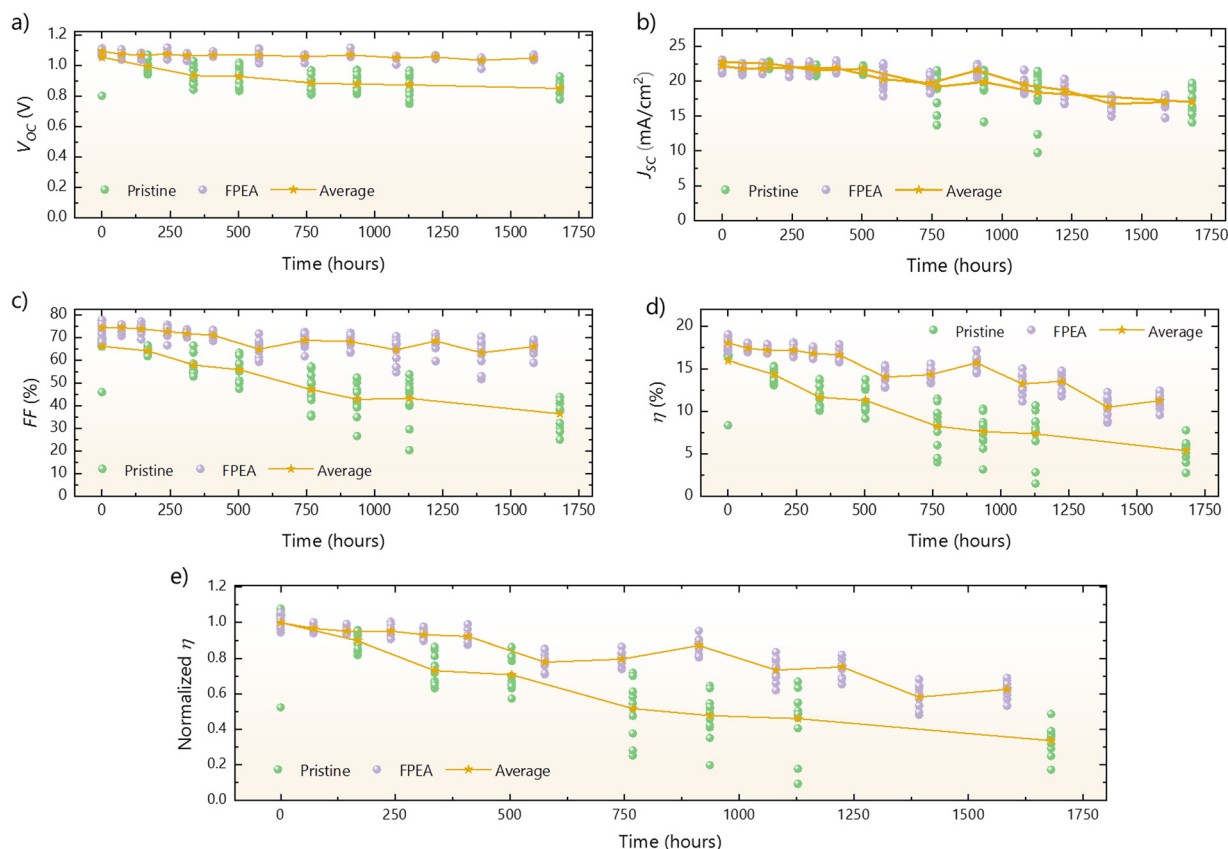 a)
1.2
1.0
0.8
0.6
0.4
0.2
0.0
V_OC (V)
Pristine FPEA Average
0 250 500 750 1000 1250 1500 1750
Time (hours)
b)
25
20
15
10
5
0
J_SC (mA/cm²)
Pristine FPEA Average
0 250 500 750 1000 1250 1500 1750
Time (hours)
c)
80
70
60
50
40
30
20
10
0
FF (%)
Pristine FPEA Average
0 250 500 750 1000 1250 1500 1750
Time (hours)
d)
20
15
10
5
0
η (%)
Pristine FPEA Average
0 250 500 750 1000 1250 1500 1750
Time (hours)
e)
1.2
1.0
0.8
0.6
0.4
0.2
0.0
Normalized η
Pristine FPEA Average
0 250 500 750 1000 1250 1500 1750
Time (hours)